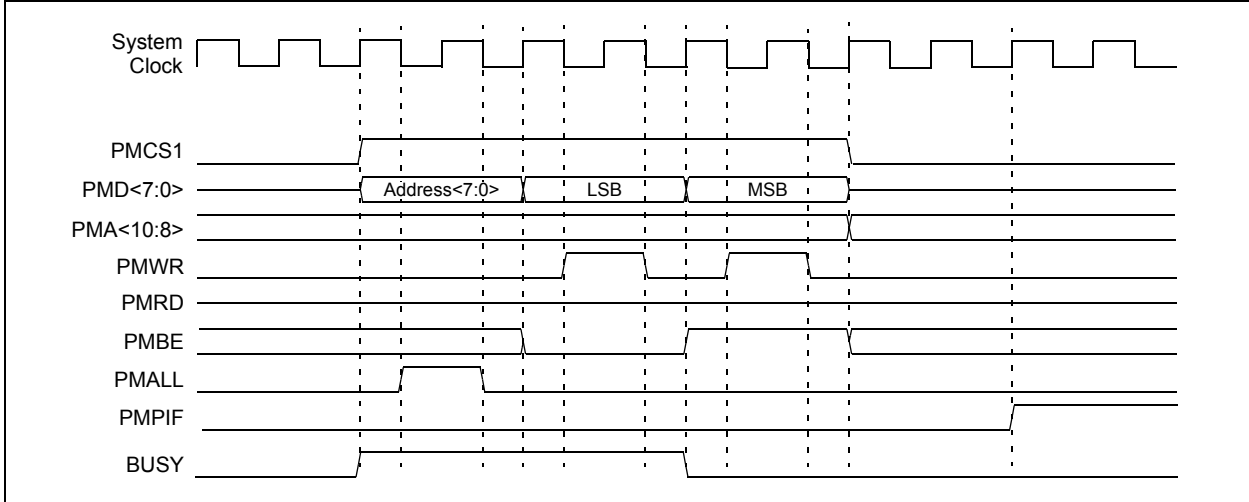 System
Clock
PMCS1
PMD<7:0>
Address<7:0>
LSB
MSB
PMA<10:8>
PMWR
PMRD
PMBE
PMALL
PMPIF
BUSY